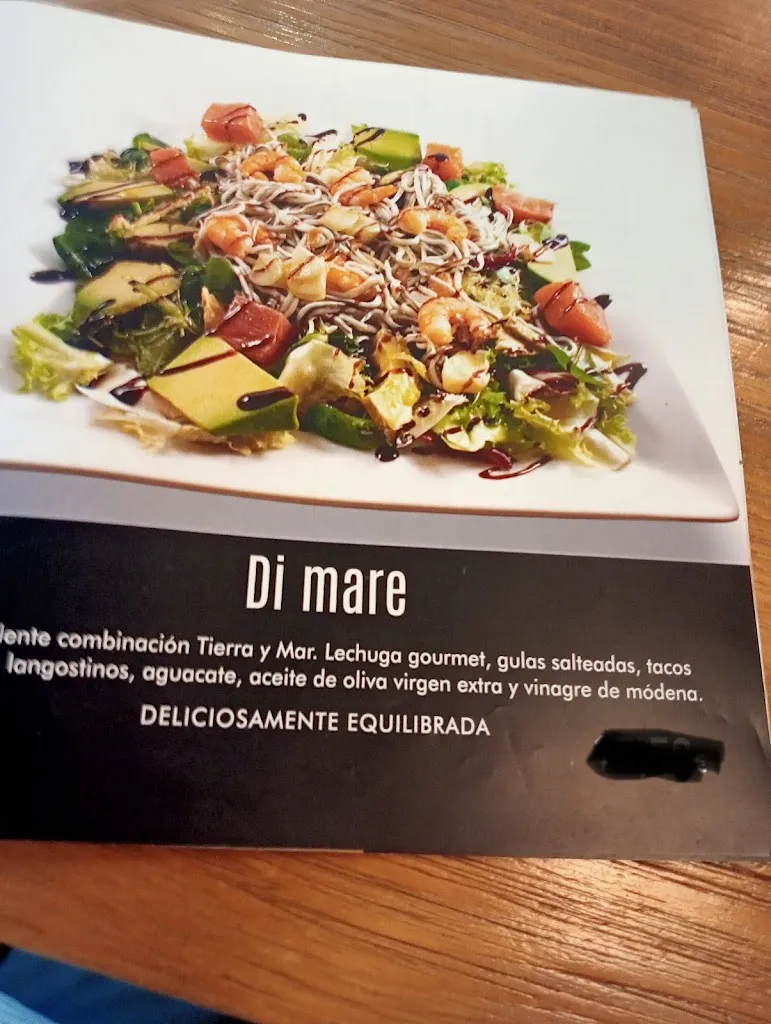 Di mare
combinación Tierra y Mar. Lechuga gourmet, gulas salteadas, tacos
langostinos, aguacate, aceite de oliva virgen extra y vinagre de módena.
DELICIOSAMENTE EQUILIBRADA